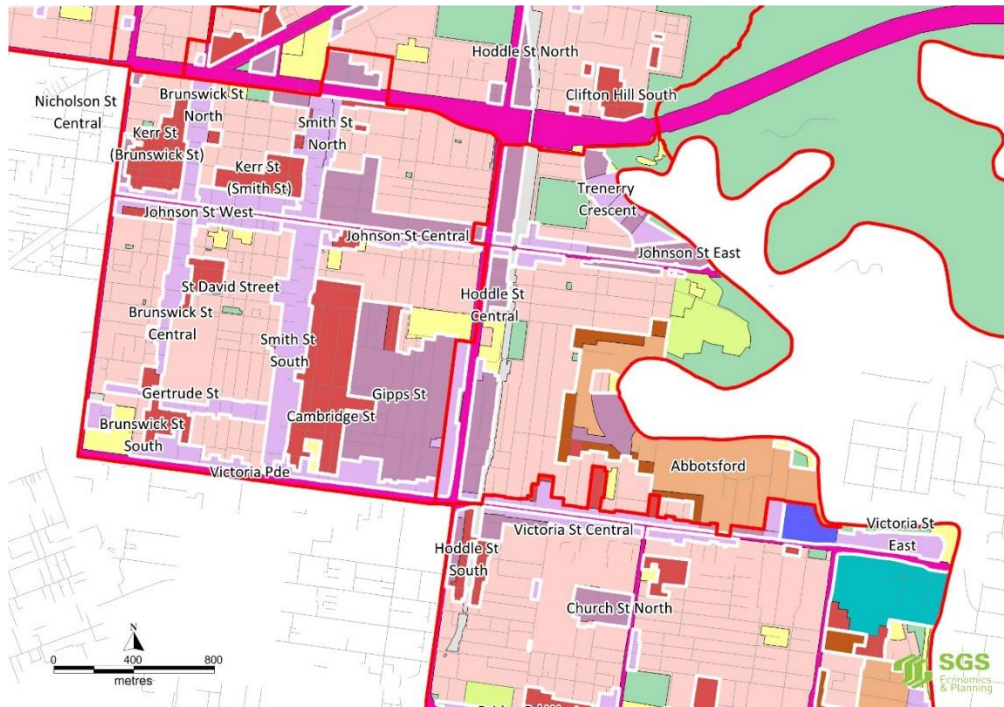 Hoddle St North
Nicholson St
Central
Brunswick St
North
Smith St
North
Clifton Hill South
Kerr St
(Brunswick St)
Kerr St
(Smith St)
Trenerry
Crescent
Johnson St West
Johnson St Central
Johnson St East
St David Street
Hoddle St
Central
Brunswick St
Central
Smith St
South
Gertrude St
Gipps St
Cambridge St
Brunswick St
South
Abbotsford
Victoria Pde
Victoria St Central
Victoria St
East
Hoddle St
South
Church St North
N
0 400 800
metres
SGS
Economics
& Planning